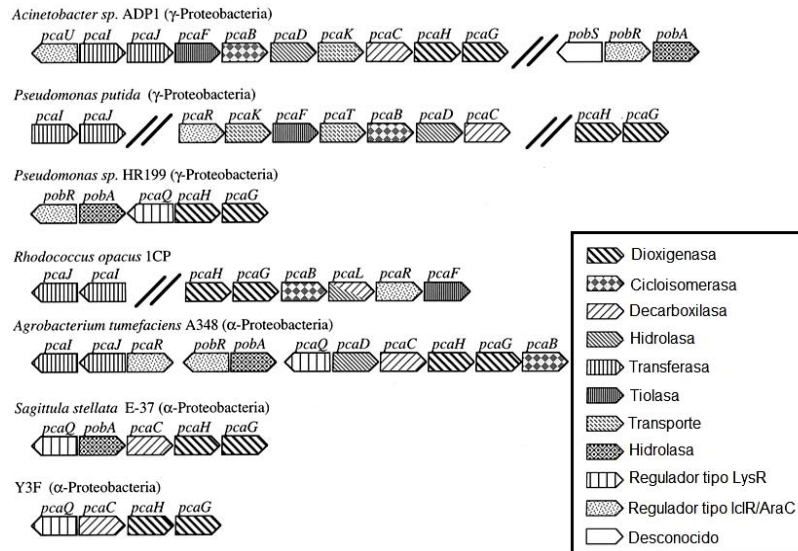 Acinetobacter sp. ADP1 (γ-Proteobacteria)
pcaU pcaI pcaJ pcaF pcaB pcaD pcaK pcaC pcaH pcaG pobS pobR pobA
Pseudomonas putida (γ-Proteobacteria)
pcaI pcaJ pcaR pcaK pcaF pcaT pcaB pcaD pcaC pcaH pcaG
Pseudomonas sp. HR199 (γ-Proteobacteria)
pobR pobA pcaQ pcaH pcaG
Rhodococcus opacus 1CP
pcaJ pcaI pcaH pcaG pcaB pcaL pcaR pcaF
Agrobacterium tumefaciens A348 (α-Proteobacteria)
pcaI pcaJ pcaR pobR pobA pcaQ pcaD pcaC pcaH pcaG pcaB
Sagittula stellata E-37 (α-Proteobacteria)
pcaQ pobA pcaC pcaH pcaG
Y3F (α-Proteobacteria)
pcaQ pcaC pcaH pcaG
Dioxigenasa
Cicloisomerasa
Decarboxilasa
Hidrolasa
Transferasa
Tiolasa
Transporte
Hidrolasa
Regulador tipo LysR
Regulador tipo IclR/AraC
Desconocido